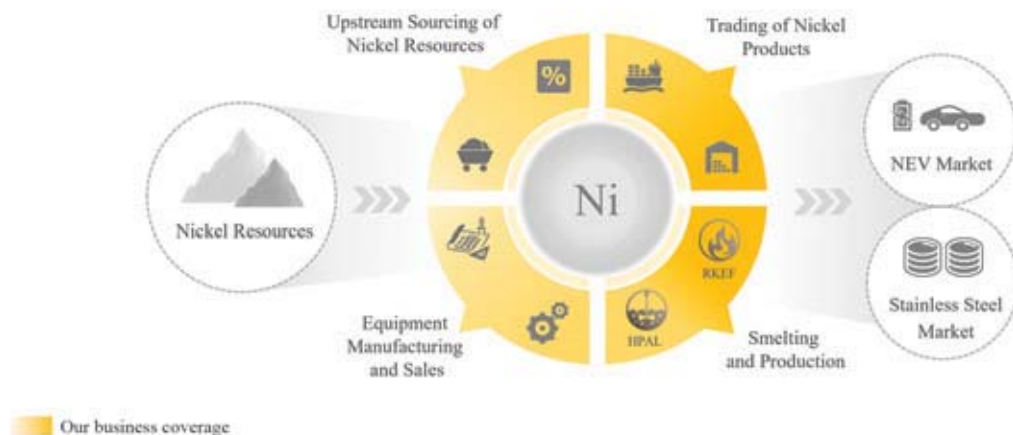 Upstream Sourcing of
Nickel Resources
Trading of Nickel
Products
%
Ni
Nickel Resources
NEV Market
RKEF
HPAL
Stainless Steel
Market
Equipment
Manufacturing
and Sales
Smelting
and Production
Our business coverage